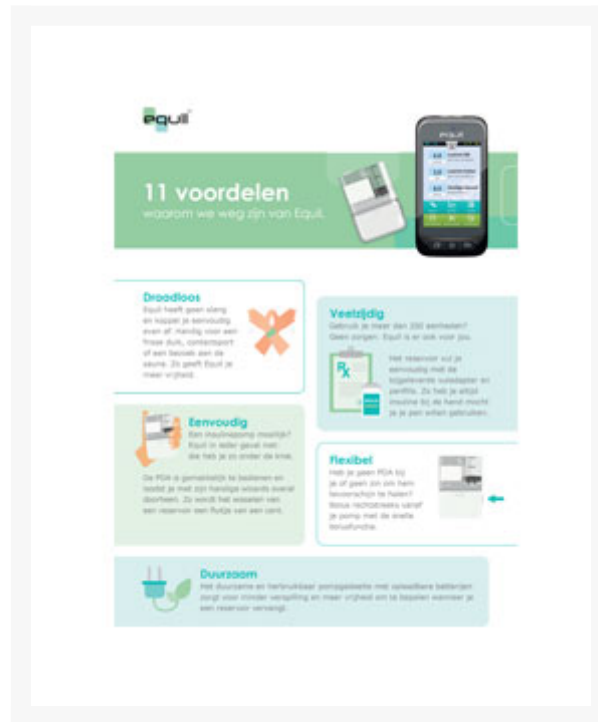 equil
11 voordelen
waarom we weg zijn van Equil.
Draadloos
Equil heeft geen slang
en koppel je eenvoudig
even af. Handig voor een
frisse duik, contactsport
of een bezoek aan de
sauna. Zo geeft Equil je
meer vrijheid.
Veelzijdig
Gebruik je meer dan 200 eenheden?
Geen zorgen. Equil is er ook voor jou.
Het reservoir vul je
eenvoudig met de
bijgeleverde vuladapter en
penfills. Zo heb je altijd
insuline bij de hand mocht
je je pen willen gebruiken.
Rx
Eenvoudig
Een insulinepomp moeilijk?
Equil in ieder geval niet:
die heb je zo onder de knie.
De PDA is gemakkelijk te bedienen en
loodst je met zijn handige wizards overal
doorheen. Zo wordt het wisselen van
een reservoir een fluitje van een cent.
Flexibel
Heb je geen PDA bij
je of geen zin om hem
tevoorschijn te halen?
Bolus rechtstreeks vanaf
je pomp met de snelle
bolusfunctie.
Duurzaam
Het duurzame en herbruikbaar pompgedeelte met oplaadbare batterijen
zorgt voor minder verspilling en meer vrijheid om te bepalen wanneer je
een reservoir vervangt.